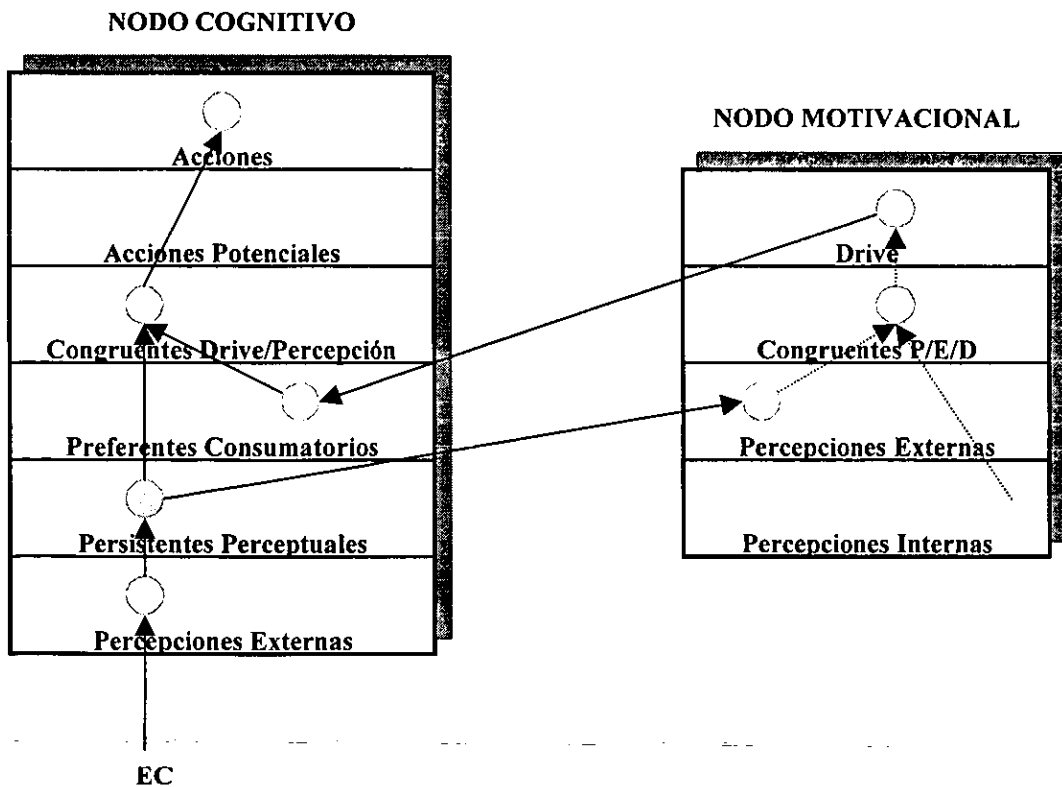 NODO COGNITIVO
Acciones
Acciones Potenciales
Congruentes Drive/Percepción
Preferentes Consumatorios
Persistentes Perceptuales
Percepciones Externas
EC
NODO MOTIVACIONAL
Drive
Congruentes P/E/D
Percepciones Externas
Percepciones Internas